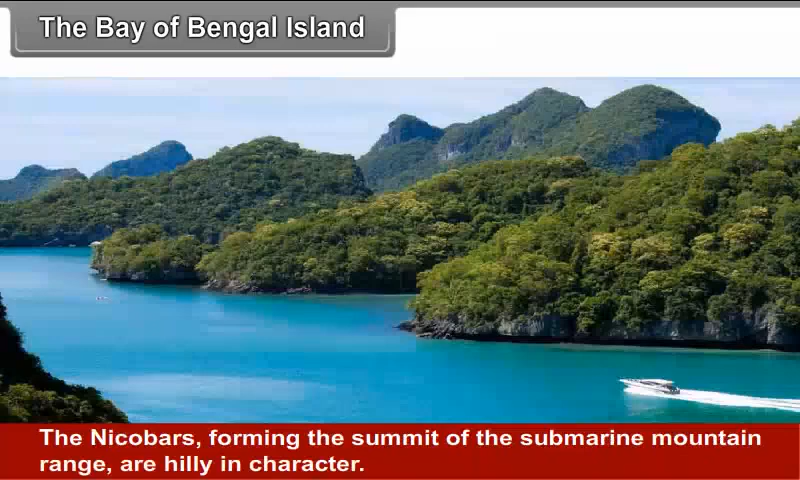 The Bay of Bengal Island
The Nicobars, forming the summit of the submarine mountain
range, are hilly in character.